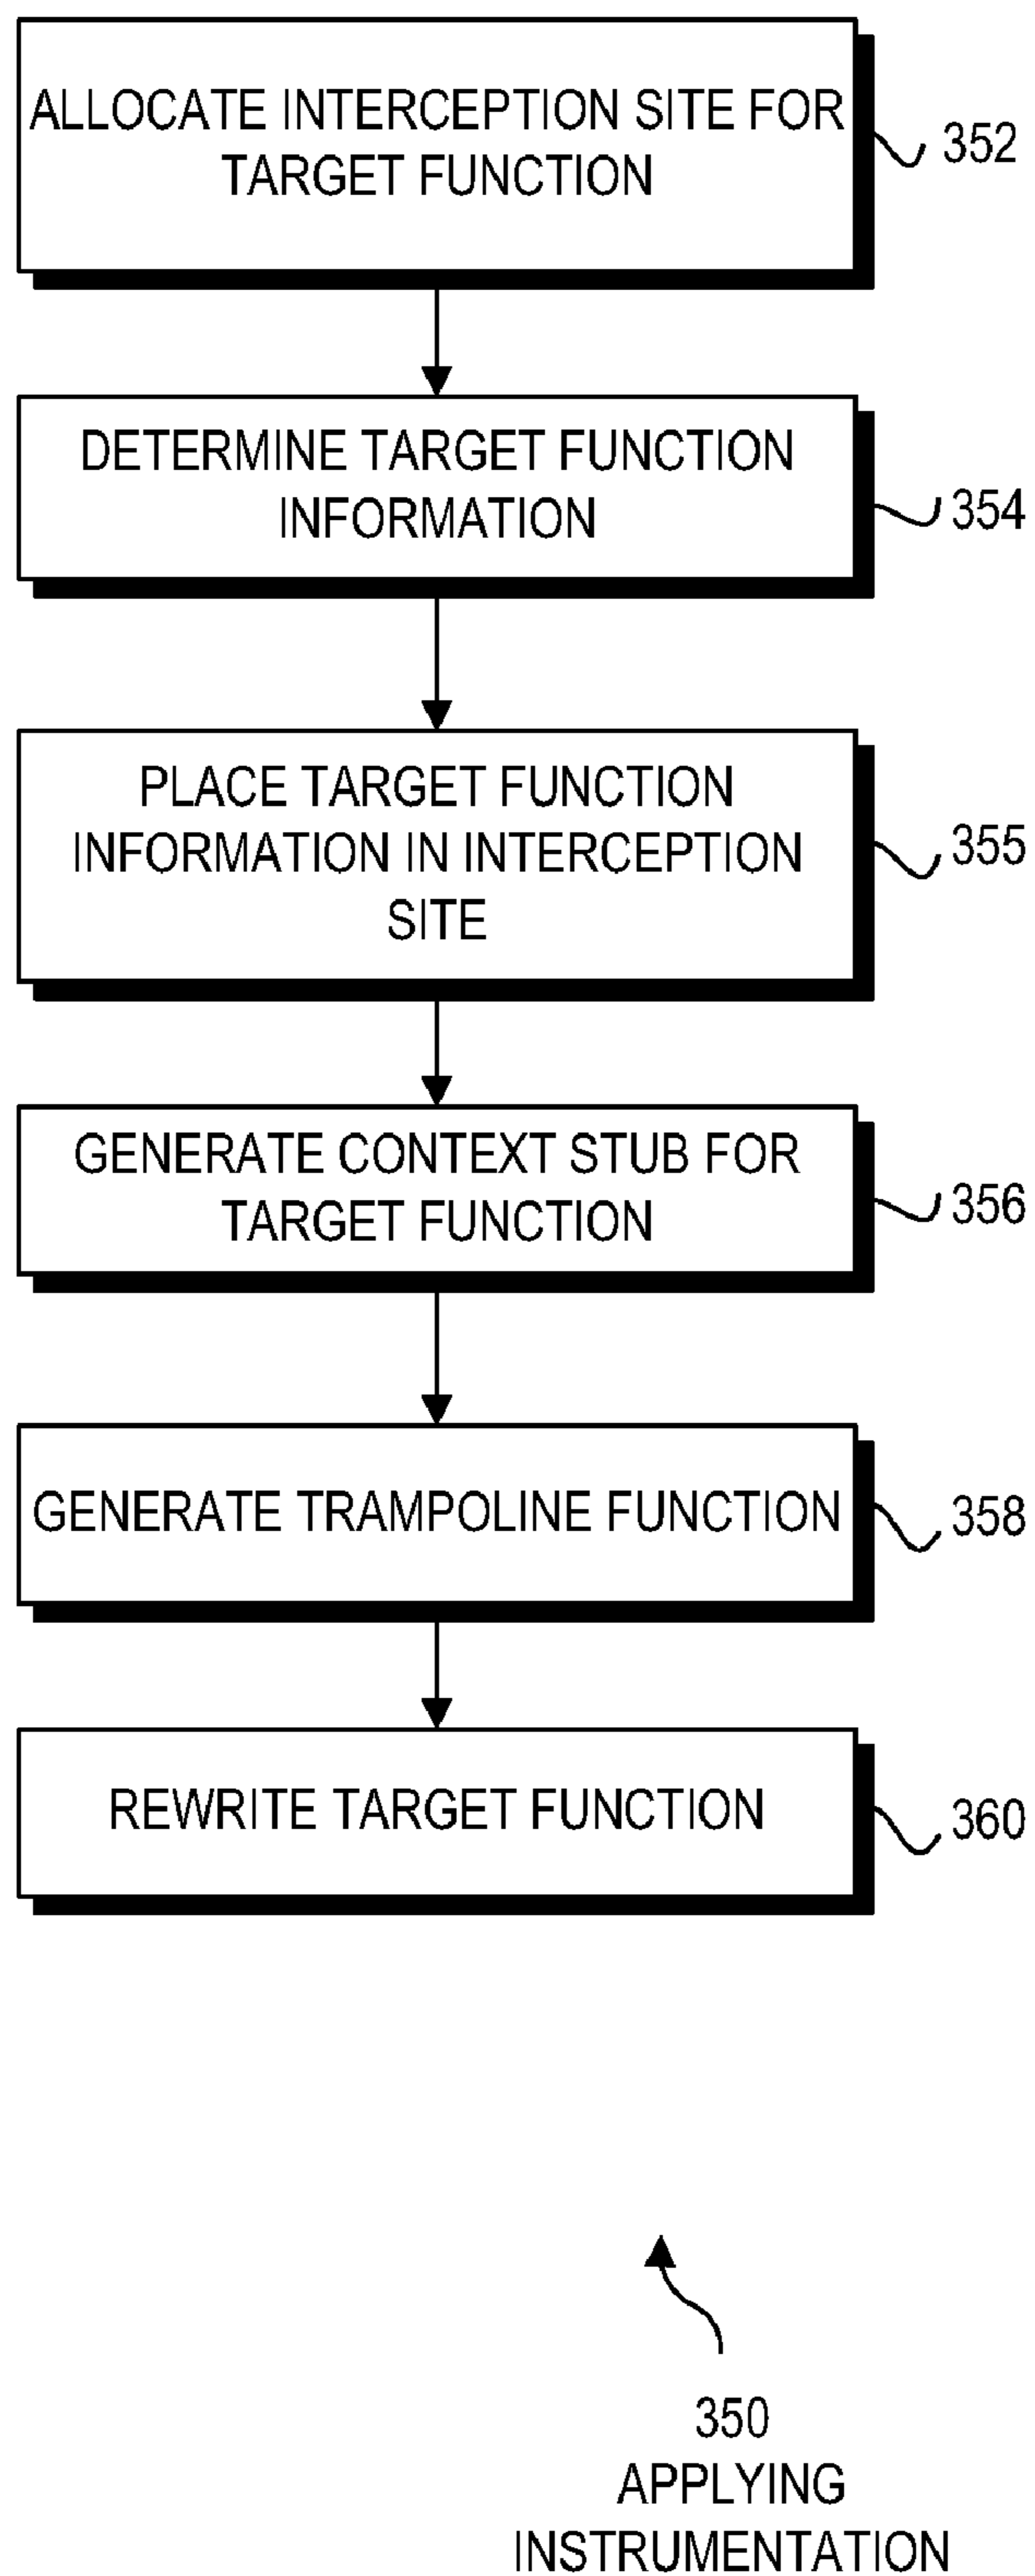 ALLOCATE INTERCEPTION SITE FOR
TARGET FUNCTION
352
DETERMINE TARGET FUNCTION
INFORMATION
354
PLACE TARGET FUNCTION
INFORMATION IN INTERCEPTION
SITE
355
GENERATE CONTEXT STUB FOR
TARGET FUNCTION
356
GENERATE TRAMPOLINE FUNCTION
358
REWRITE TARGET FUNCTION
360
350
APPLYING
INSTRUMENTATION